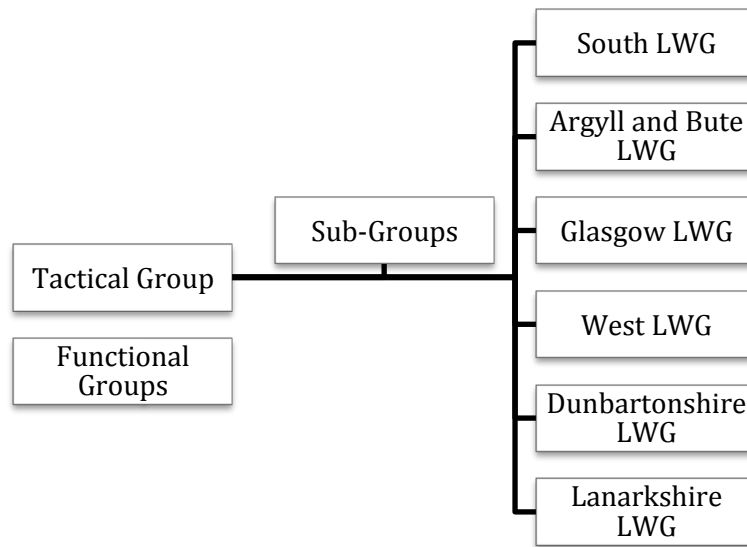 South LWG
Argyll and Bute
LWG
Sub-Groups
Glasgow LWG
Tactical Group
West LWG
Functional
Groups
Dunbartonshire
LWG
Lanarkshire
LWG